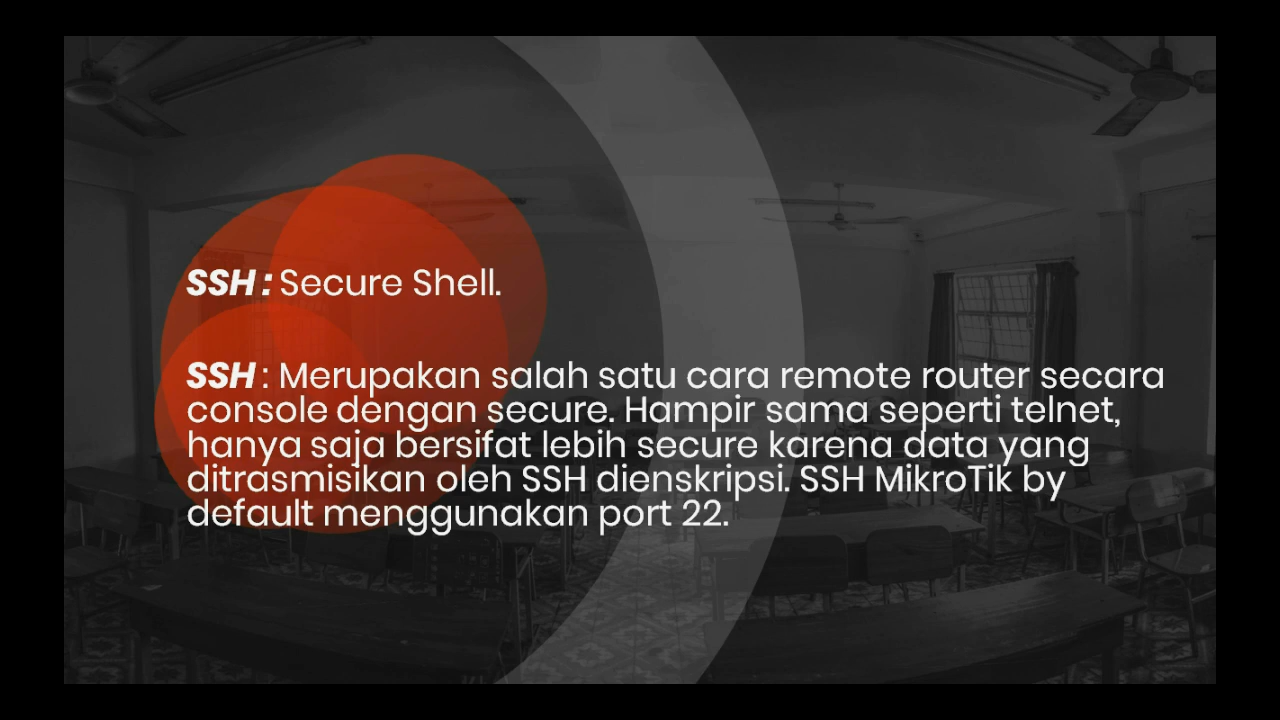 SSH : Secure Shell.
SSH : Merupakan salah satu cara remote router secara
console dengan secure. Hampir sama seperti telnet,
hanya saja bersifat lebih secure karena data yang
ditrasmisikan oleh SSH dienskripsi. SSH MikroTik by
default menggunakan port 22.